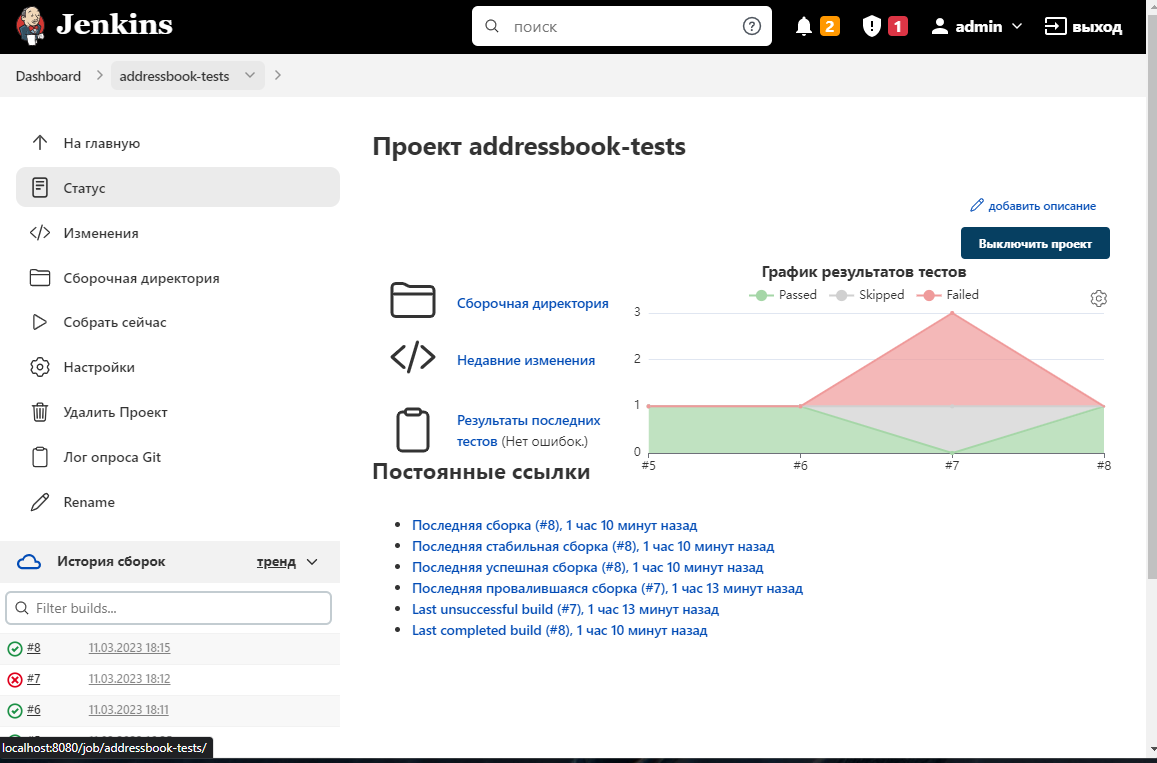 Jenkins
поиск
2
1
admin
выход
Dashboard
addressbook-tests
На главную
Статус
Изменения
Сборочная директория
Собрать сейчас
Настройки
Удалить Проект
Лог опроса Git
Rename
История сборок
тренд
Filter builds...
#8 11.03.2023 18:15
#7 11.03.2023 18:12
#6 11.03.2023 18:11
localhost:8080/job/addressbook-tests/
Проект addressbook-tests
добавить описание
Выключить проект
Сборочная директория
Недавние изменения
Результаты последних
тестов (Нет ошибок.)
График результатов тестов
Passed Skipped Failed
3
2
1
0
#5 #6 #7 #8
Постоянные ссылки
Последняя сборка (#8), 1 час 10 минут назад
Последняя стабильная сборка (#8), 1 час 10 минут назад
Последняя успешная сборка (#8), 1 час 10 минут назад
Последняя провалившаяся сборка (#7), 1 час 13 минут назад
Last unsuccessful build (#7), 1 час 13 минут назад
Last completed build (#8), 1 час 10 минут назад